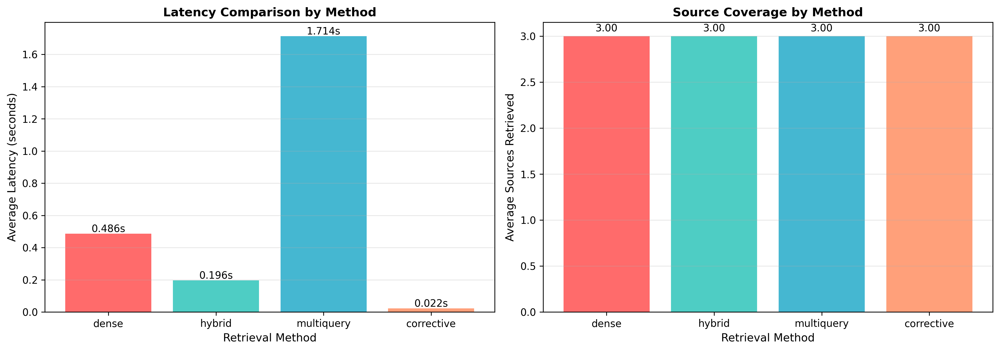 Latency Comparison by Method
Average Latency (seconds)
1.6
1.4
1.2
1.0
0.8
0.6
0.4
0.2
0.0
0.486s
0.196s
1.714s
0.022s
dense hybrid multiquery corrective
Retrieval Method
Source Coverage by Method
Average Sources Retrieved
3.0
2.5
2.0
1.5
1.0
0.5
0.0
3.00 3.00 3.00 3.00
dense hybrid multiquery corrective
Retrieval Method